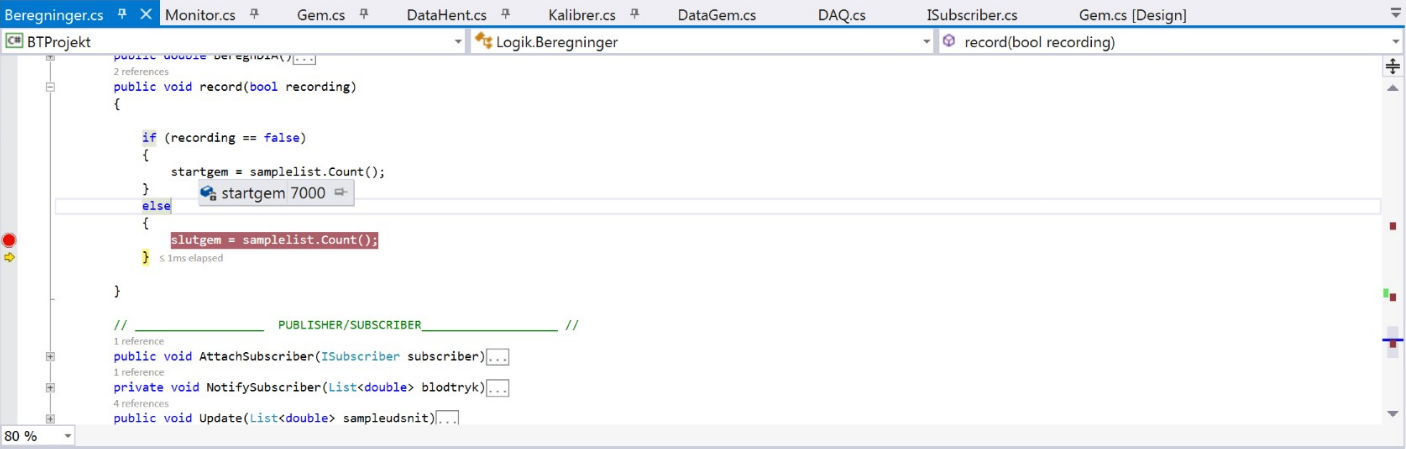 Beregninger.cs Monitor.cs Gem.cs DataHent.cs Kalibrer.cs DataGem.cs DAQ.cs ISubscriber.cs Gem.cs [Design]
C# BTProjekt Logik.Beregninger record(bool recording)
public double BeregnDIA()...
2 references
public void record(bool recording)
{
if (recording == false)
{
startgem = samplelist.Count();
}
startgem 7000
else
{
slutgem = samplelist.Count();
} ≤ 1ms elapsed
}
// __________________ PUBLISHER/SUBSCRIBER___________________ //
1 reference
public void AttachSubscriber(ISubscriber subscriber)...
1 reference
private void NotifySubscriber(List<double> blodtryk)...
4 references
public void Update(List<double> sampleudsnit)...
80 %